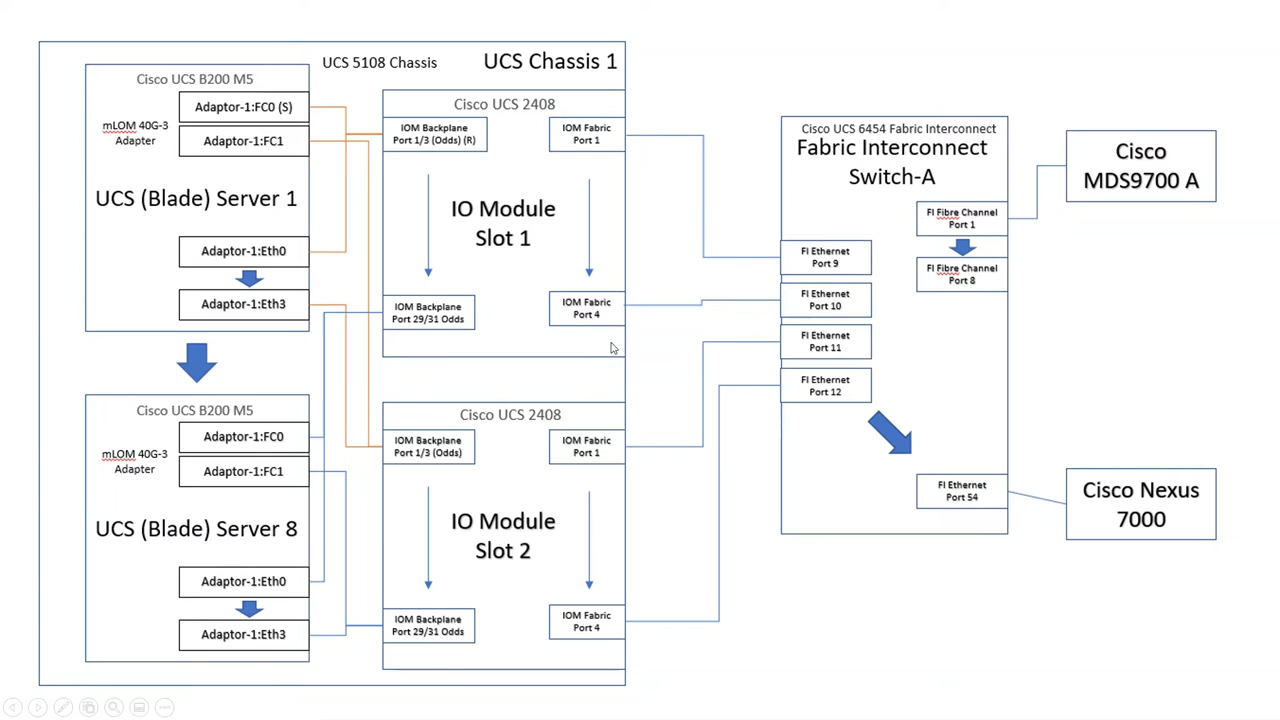 UCS 5108 Chassis
UCS Chassis 1
Cisco UCS B200 M5
mLOM 40G-3
Adapter
Adaptor-1:FC0 (S)
Adaptor-1:FC1
UCS (Blade) Server 1
Adaptor-1:Eth0
Adaptor-1:Eth3
Cisco UCS B200 M5
mLOM 40G-3
Adapter
Adaptor-1:FC0
Adaptor-1:FC1
UCS (Blade) Server 8
Adaptor-1:Eth0
Adaptor-1:Eth3
Cisco UCS 2408
IOM Backplane
Port 1/3 (Odds) (R)
IOM Fabric
Port 1
IO Module
Slot 1
IOM Backplane
Port 29/31 Odds
IOM Fabric
Port 4
Cisco UCS 2408
IOM Backplane
Port 1/3 (Odds)
IOM Fabric
Port 1
IO Module
Slot 2
IOM Backplane
Port 29/31 Odds
IOM Fabric
Port 4
Cisco UCS 6454 Fabric Interconnect
Fabric Interconnect
Switch-A
FI Fibre Channel
Port 1
FI Fibre Channel
Port 8
FI Ethernet
Port 9
FI Ethernet
Port 10
FI Ethernet
Port 11
FI Ethernet
Port 12
FI Ethernet
Port 54
Cisco
MDS9700 A
Cisco Nexus
7000